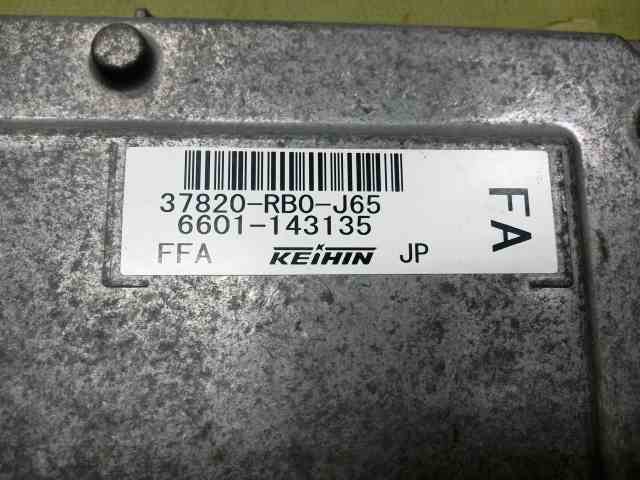 37820-RB0-J65
6601-143135
FFA KEIHIN JP
FA